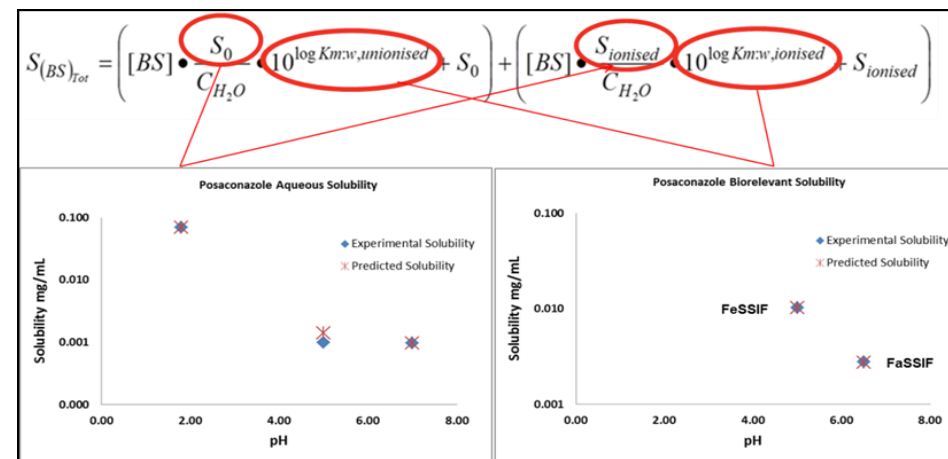 S(BS)Tot = ([BS]•S0/CH2O•10^log Km:w,unionised + S0) + ([BS]•Sionised/CH2O•10^log Km:w,ionised + Sionised)
Posaconazole Aqueous Solubility
Solubility mg/mL
0.100
0.010
0.001
0.000
0.00 2.00 4.00 6.00 8.00
pH
Experimental Solubility
Predicted Solubility
Posaconazole Biorelevant Solubility
Solubility mg/mL
0.100
0.010
0.001
0.00 2.00 4.00 6.00 8.00
pH
Experimental Solubility
Predicted Solubility
FeSSIF
FaSSIF